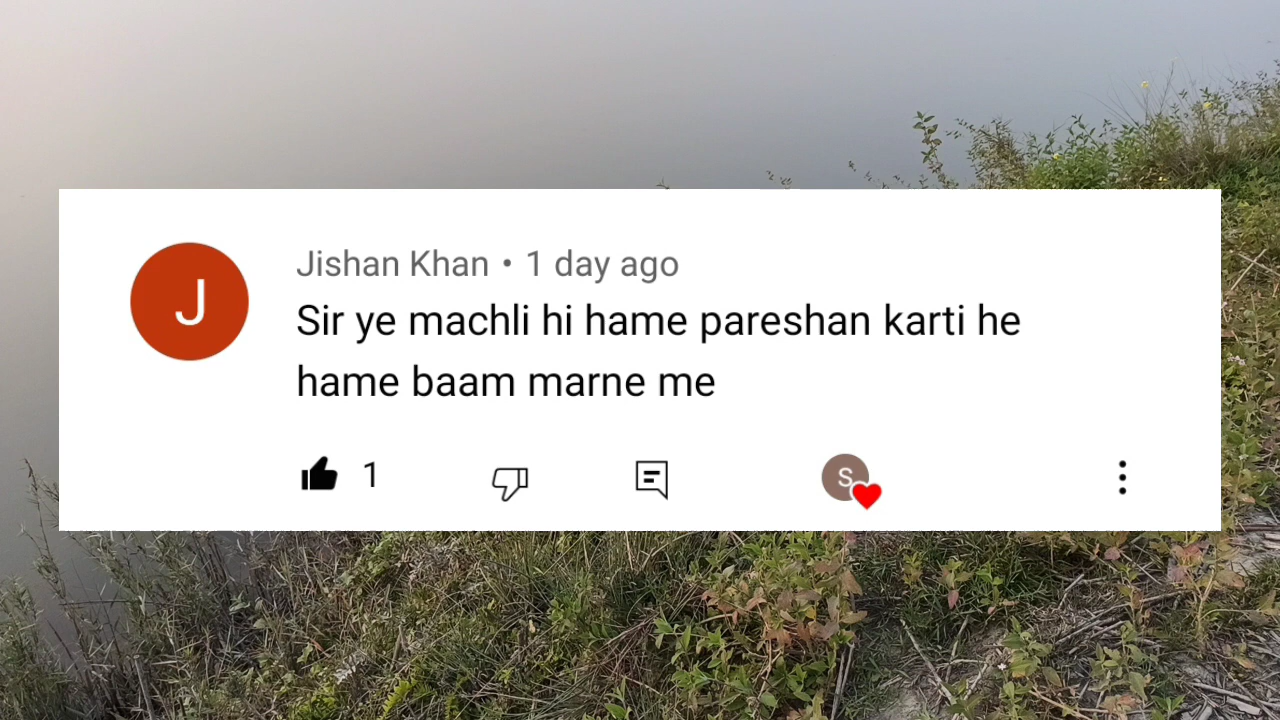 J
Jishan Khan • 1 day ago
Sir ye machli hi hame pareshan karti he
hame baam marne me
1
S